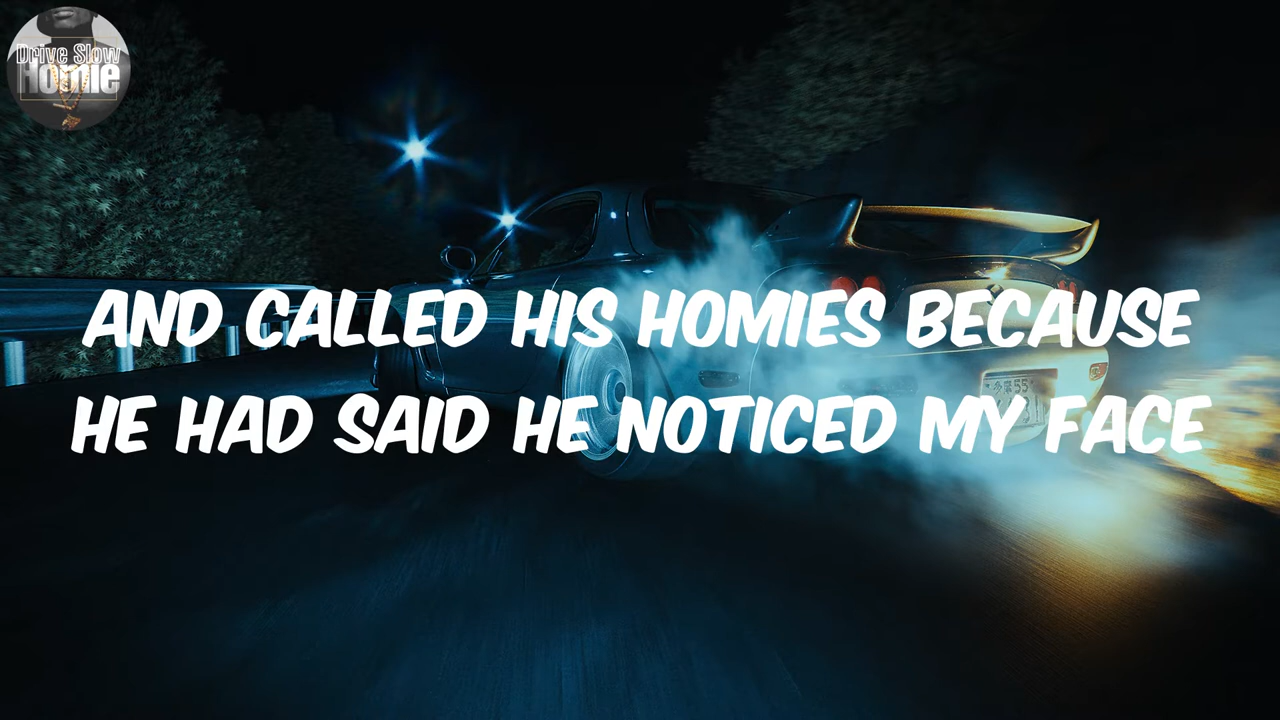 Drive Slow
Homie
AND CALLED HIS HOMIES BECAUSE
HE HAD SAID HE NOTICED MY FACE